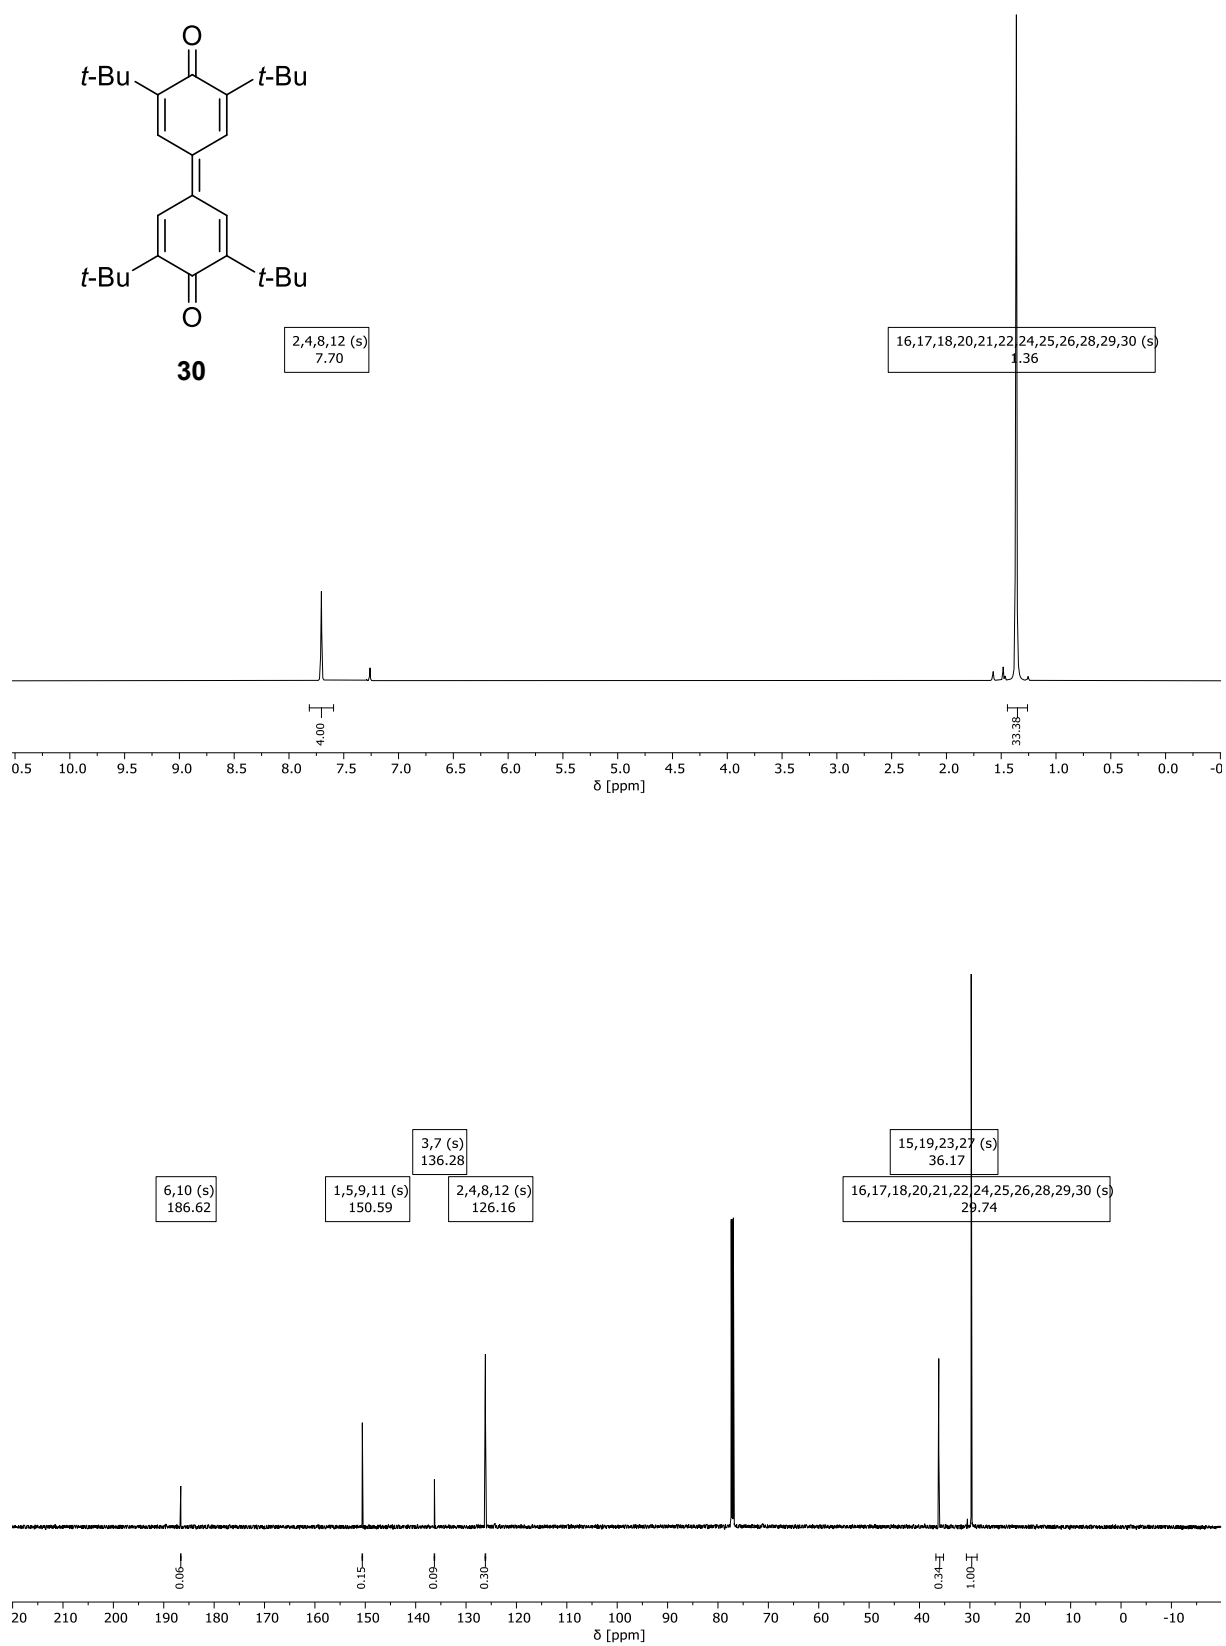 O
t-Bu t-Bu
t-Bu t-Bu
O
30
2,4,8,12 (s)
7.70
16,17,18,20,21,22,24,25,26,28,29,30 (s)
1.36
4.00
33.38
0.5 10.0 9.5 9.0 8.5 8.0 7.5 7.0 6.5 6.0 5.5 5.0 4.5 4.0 3.5 3.0 2.5 2.0 1.5 1.0 0.5 0.0 -0
δ [ppm]
3,7 (s)
136.28
15,19,23,27 (s)
36.17
6,10 (s)
186.62
1,5,9,11 (s)
150.59
2,4,8,12 (s)
126.16
16,17,18,20,21,22,24,25,26,28,29,30 (s)
29.74
0.06
0.15
0.09
0.30
0.34
1.00
20 210 200 190 180 170 160 150 140 130 120 110 100 90 80 70 60 50 40 30 20 10 0 -10
δ [ppm]